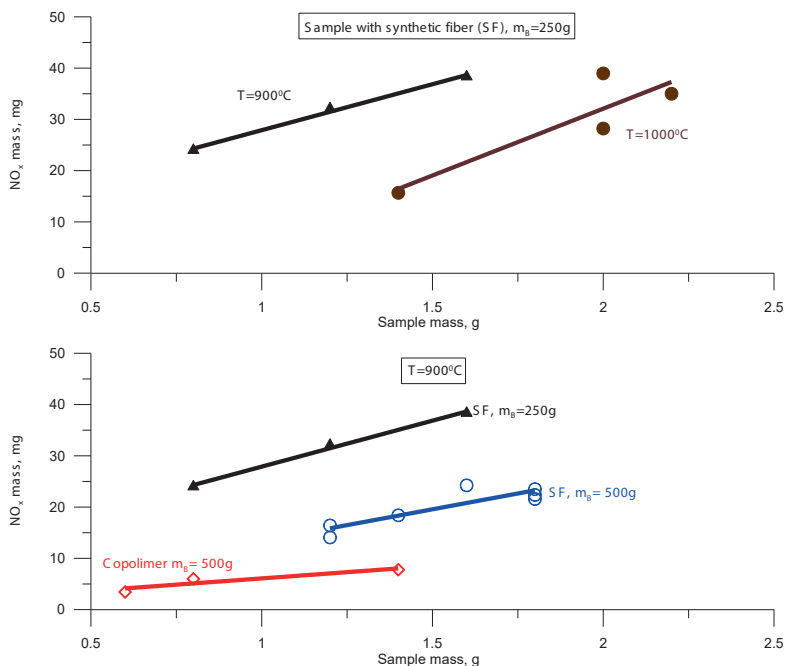 50
40
30
20
10
0
NOx mass, mg
Sample with synthetic fiber (SF), mB=250g
T=900⁰C
T=1000⁰C
0.5 1 1.5 2 2.5
Sample mass, g
50
40
30
20
10
0
NOx mass, mg
T=900⁰C
SF, mB=250g
SF, mB= 500g
Copolimer mB= 500g
0.5 1 1.5 2 2.5
Sample mass, g